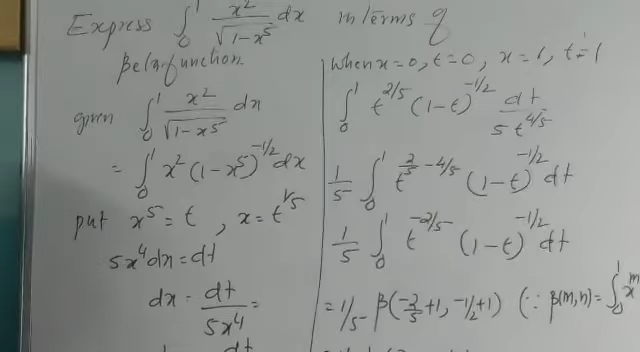 Express ∫₀¹ x²/√(1-x⁵) dx in terms of
Beta function.
given ∫₀¹ x²/√(1-x⁵) dx
= ∫₀¹ x² (1-x⁵)^(-1/2) dx
put x⁵ = t , x = t^(1/5)
5x⁴dx = dt
dx = dt/5x⁴ =
dt
when x=0, t=0, x=1, t=1
∫₀¹ t^(2/5) (1-t)^(-1/2) dt/5t^(4/5)
1/5 ∫₀¹ t^(2/5 - 4/5) (1-t)^(-1/2) dt
1/5 ∫₀¹ t^(-2/5) (1-t)^(-1/2) dt
= 1/5 β(-2/5+1, -1/2+1) (∵ β(m,n) = ∫₀¹ x^m